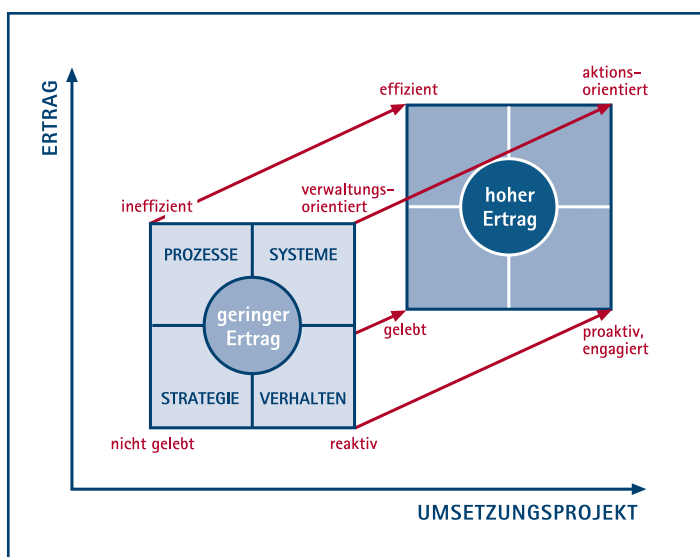 ERTRAG
effizient
aktions-
orientiert
ineffizient
verwaltungs-
orientiert
hoher
Ertrag
PROZESSE
SYSTEME
geringer
Ertrag
gelebt
proaktiv,
engagiert
STRATEGIE
VERHALTEN
nicht gelebt
reaktiv
UMSETZUNGSPROJEKT